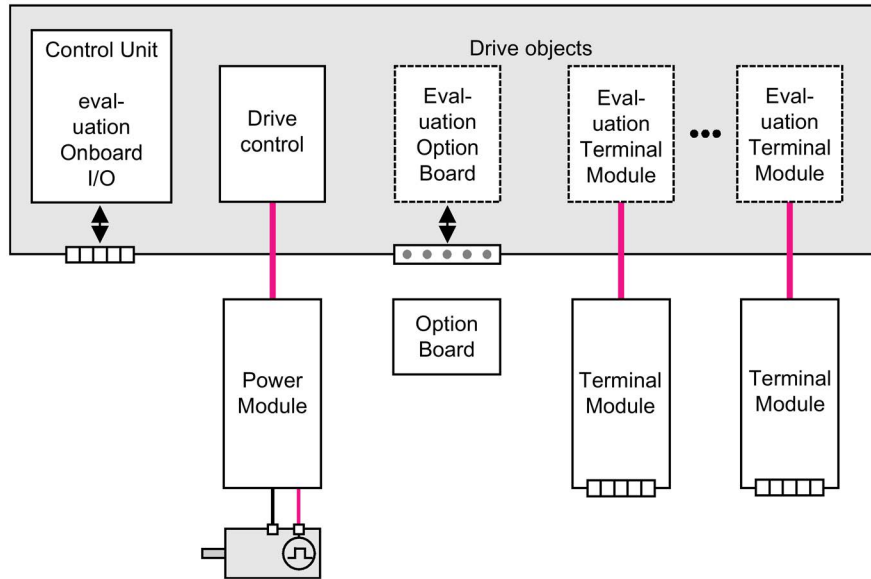 Drive objects
Control Unit
eval-
uation
Onboard
I/O
Drive
control
Eval-
uation
Option
Board
Eval-
uation
Terminal
Module
Eval-
uation
Terminal
Module
Power
Module
Option
Board
Terminal
Module
Terminal
Module